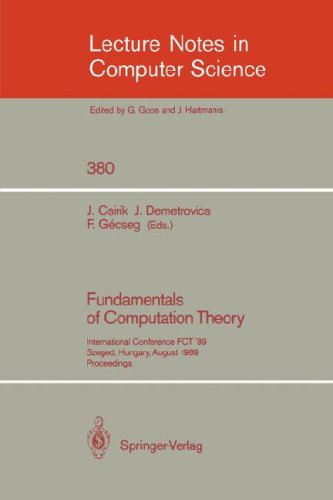 Lecture Notes in
Computer Science
Edited by G. Goos and J. Hartmanis
380
J. Csirik J. Demetrovics
F. Gécseg (Eds.)
Fundamentals
of Computation Theory
International Conference FCT '89
Szeged, Hungary, August 1989
Proceedings
Springer-Verlag